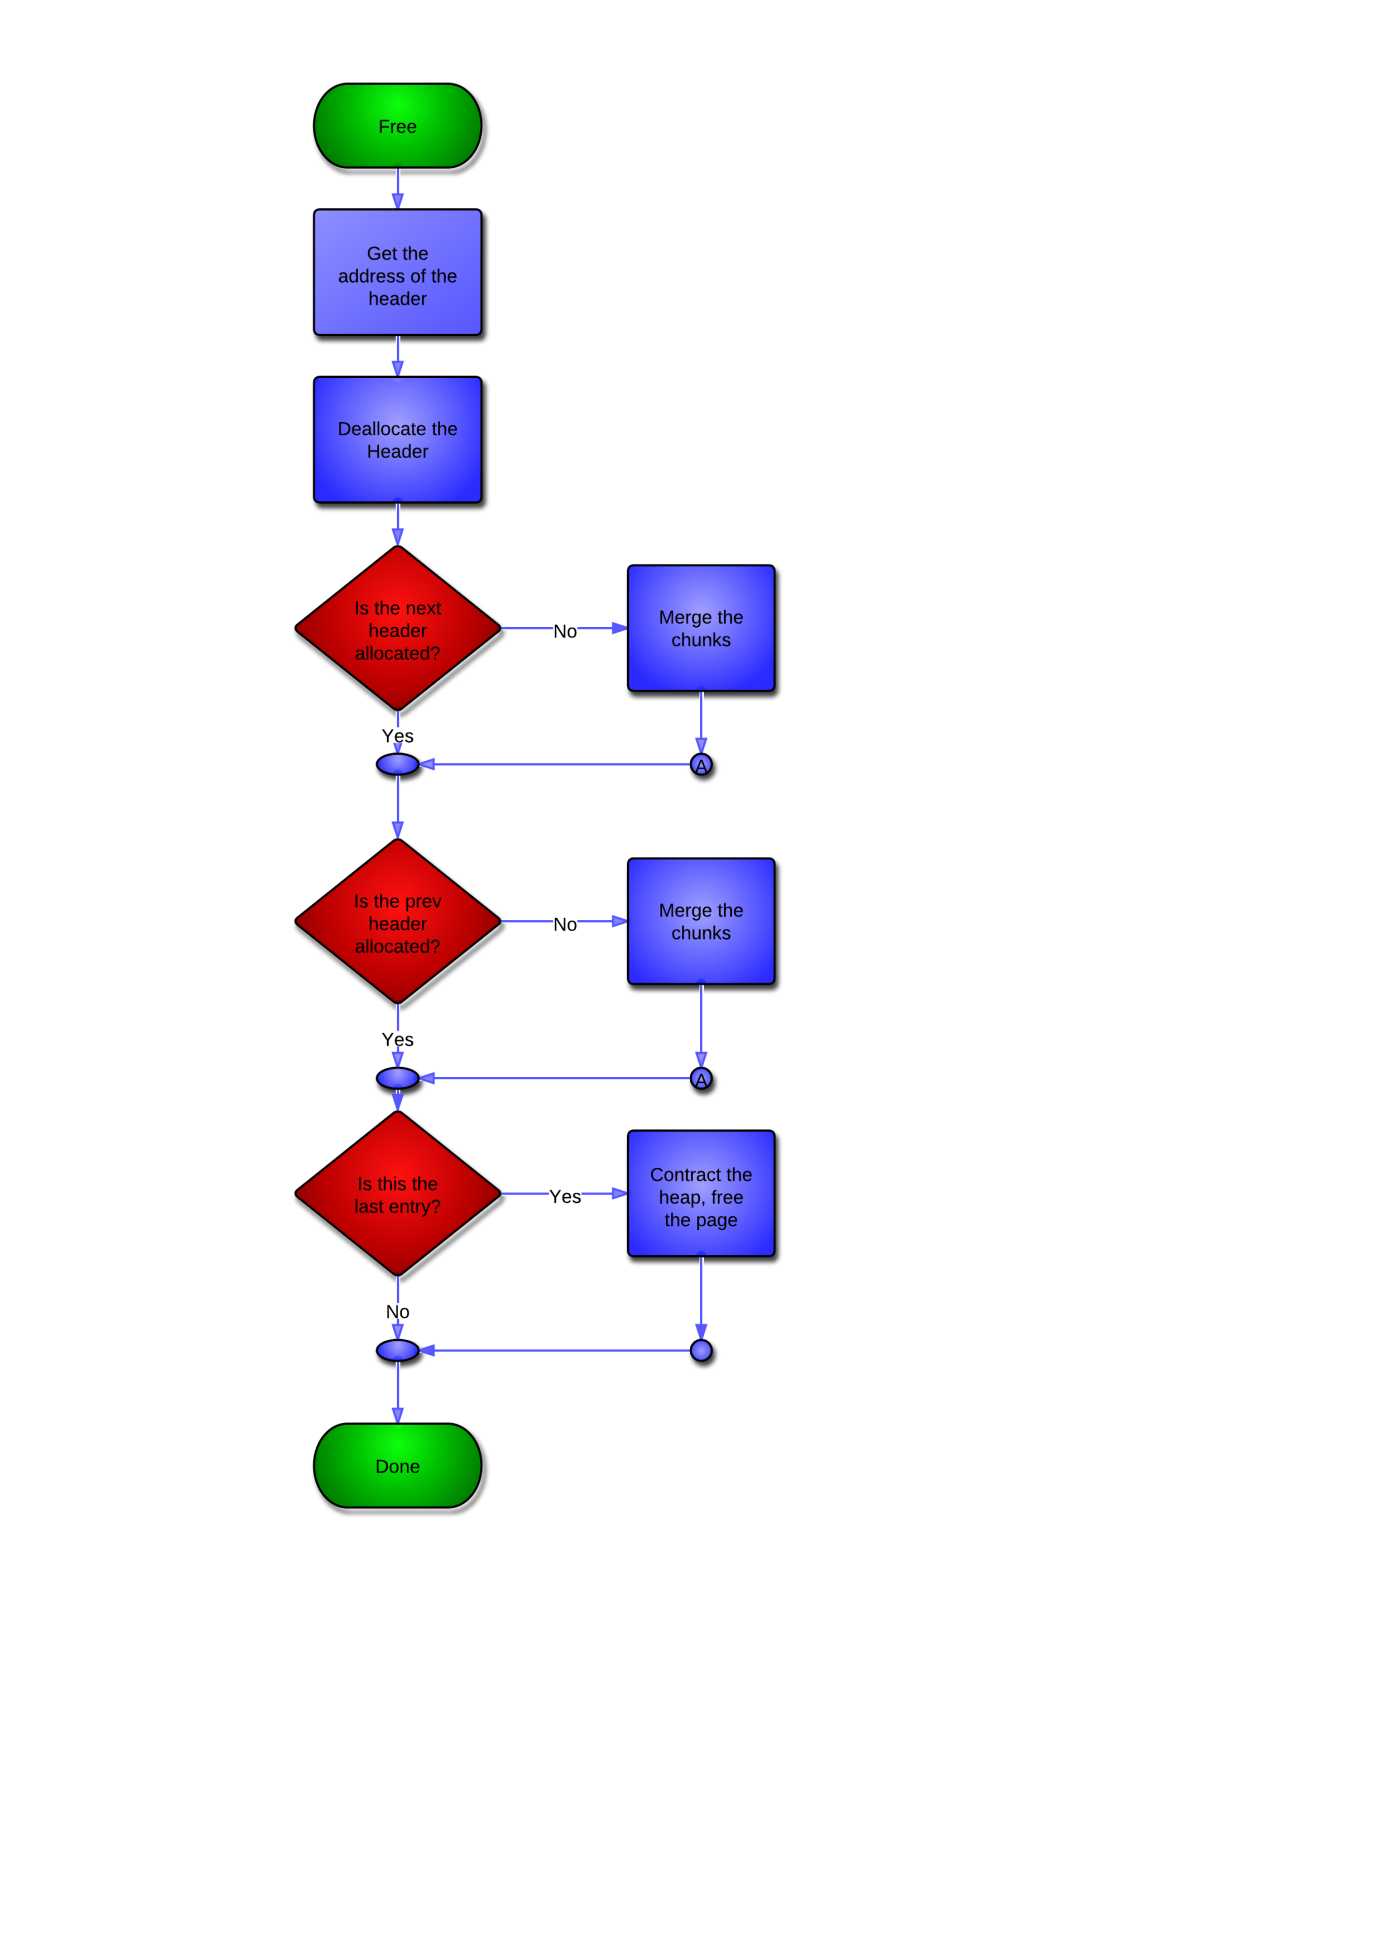 Free
Get the
address of the
header
Deallocate the
Header
Is the next
header
allocated?
No
Merge the
chunks
Yes
A
Is the prev
header
allocated?
No
Merge the
chunks
Yes
A
Is this the
last entry?
Yes
Contract the
heap, free
the page
No
Done